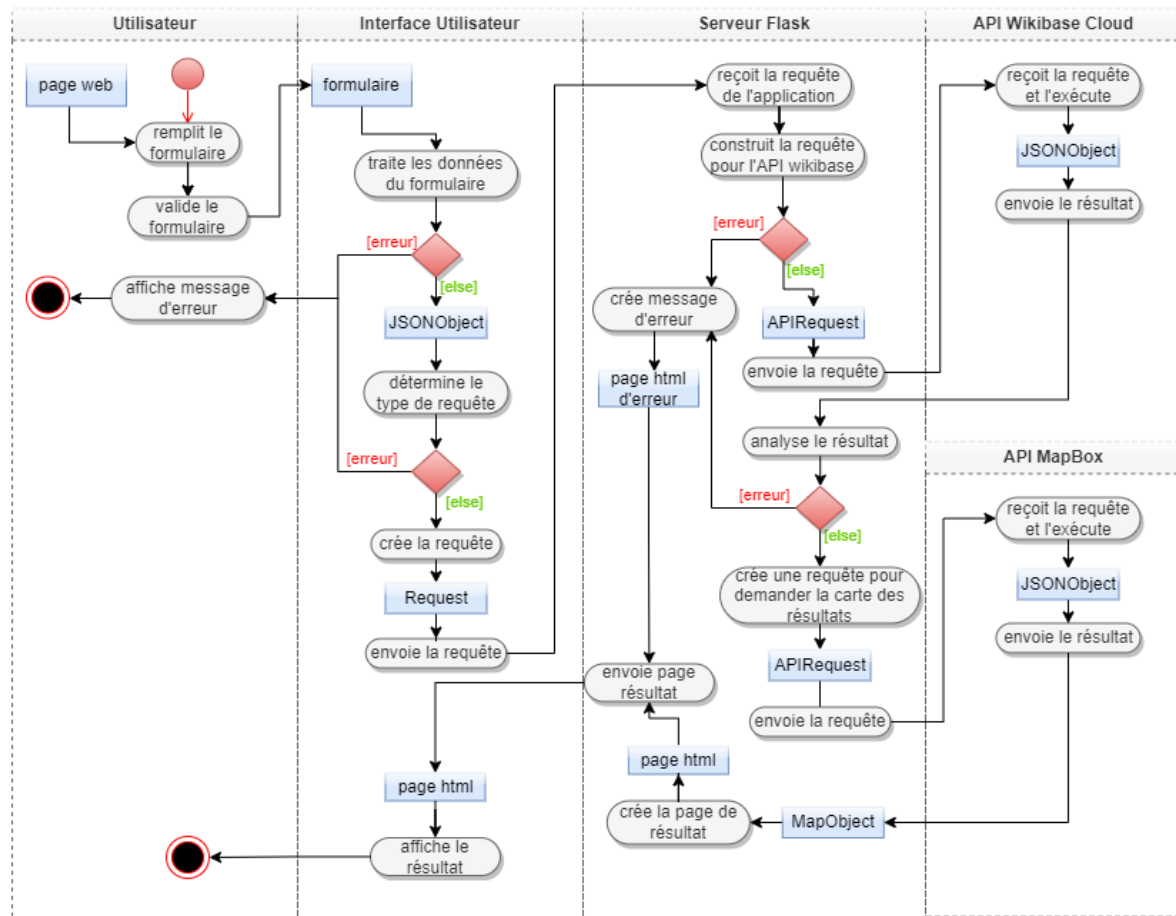 Utilisateur
Interface Utilisateur
Serveur Flask
API Wikibase Cloud
page web
remplit le
formulaire
valide le
formulaire
affiche message
d'erreur
formulaire
traite les données
du formulaire
[erreur]
[else]
JSONObject
détermine le
type de requête
[erreur]
[else]
crée la requête
Request
envoie la requête
page html
affiche le
résultat
reçoit la requête
de l'application
construit la requête
pour l'API wikibase
[erreur]
[else]
crée message
d'erreur
page html
d'erreur
APIRequest
envoie la requête
analyse le résultat
[erreur]
[else]
crée une requête pour
demander la carte des
résultats
APIRequest
envoie la requête
envoie page
résultat
page html
crée la page de
résultat
MapObject
reçoit la requête
et l'exécute
JSONObject
envoie le résultat
API MapBox
reçoit la requête
et l'exécute
JSONObject
envoie le résultat